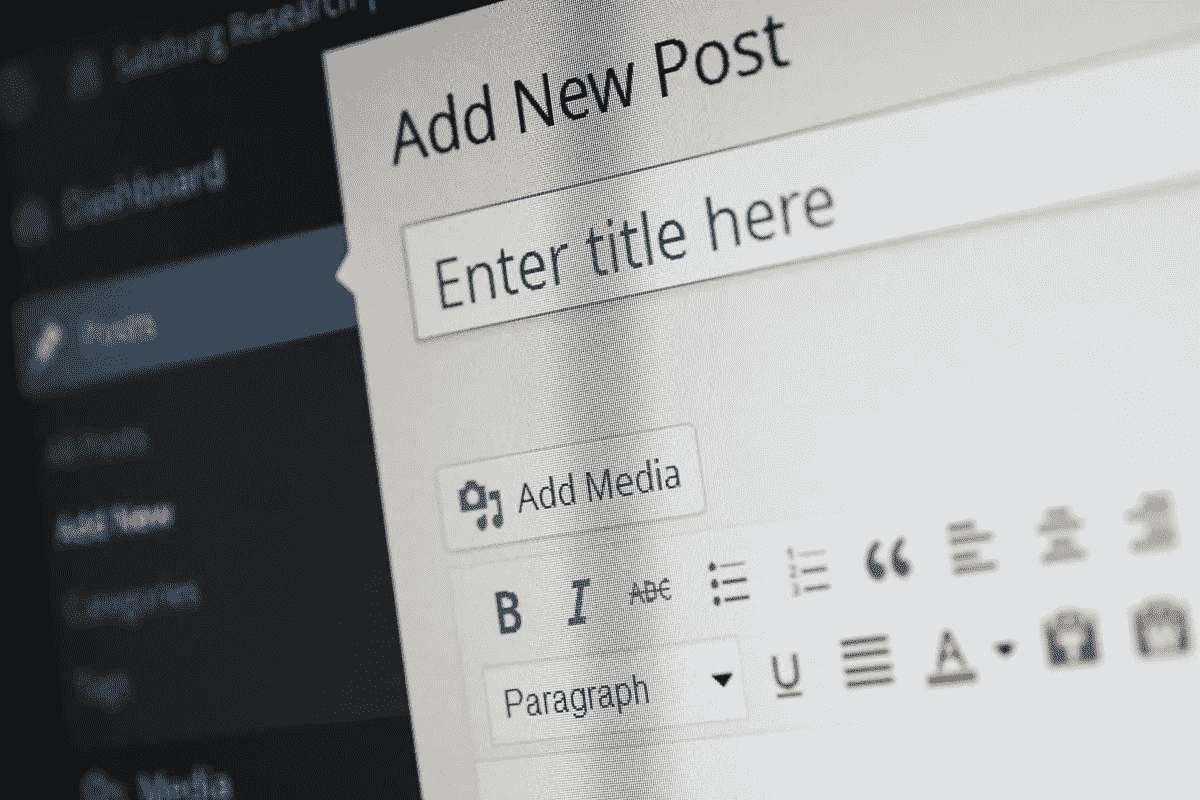 Salzburg Research
Dashboard
Posts
All Posts
Add New
Categories
Tags
Media
Add New Post
Enter title here
Add Media
B I ABC
Paragraph U A